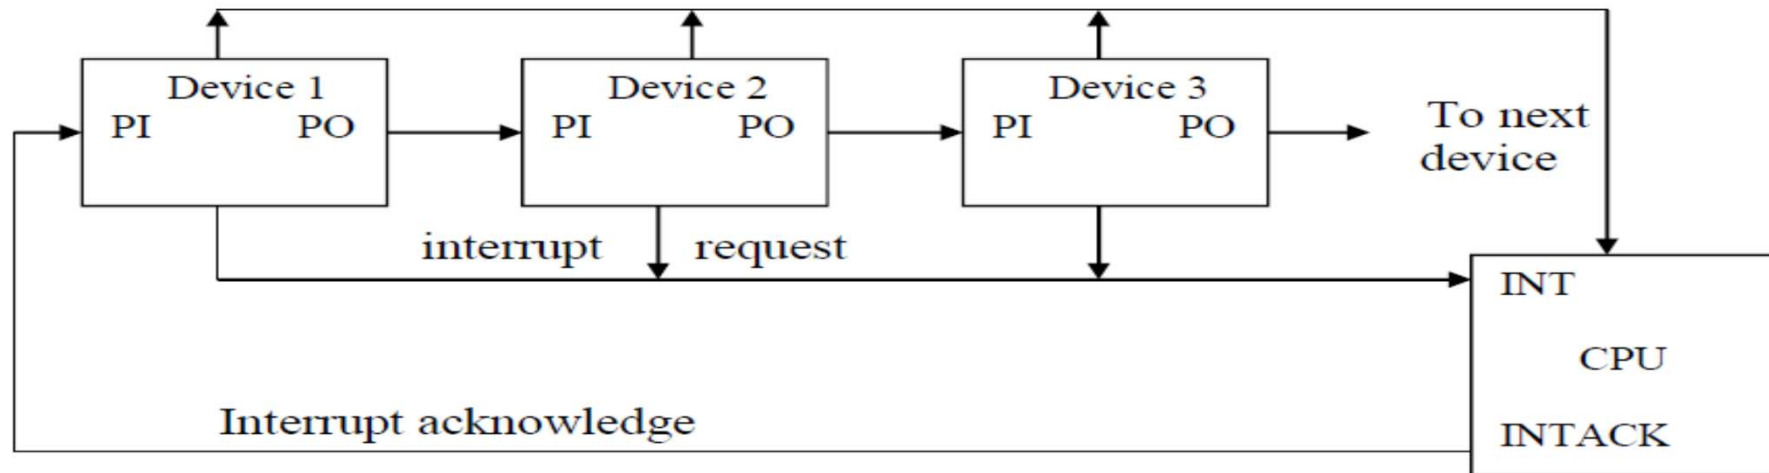 Device 1
PI PO
Device 2
PI PO
Device 3
PI PO
To next
device
interrupt request
INT
CPU
INTACK
Interrupt acknowledge